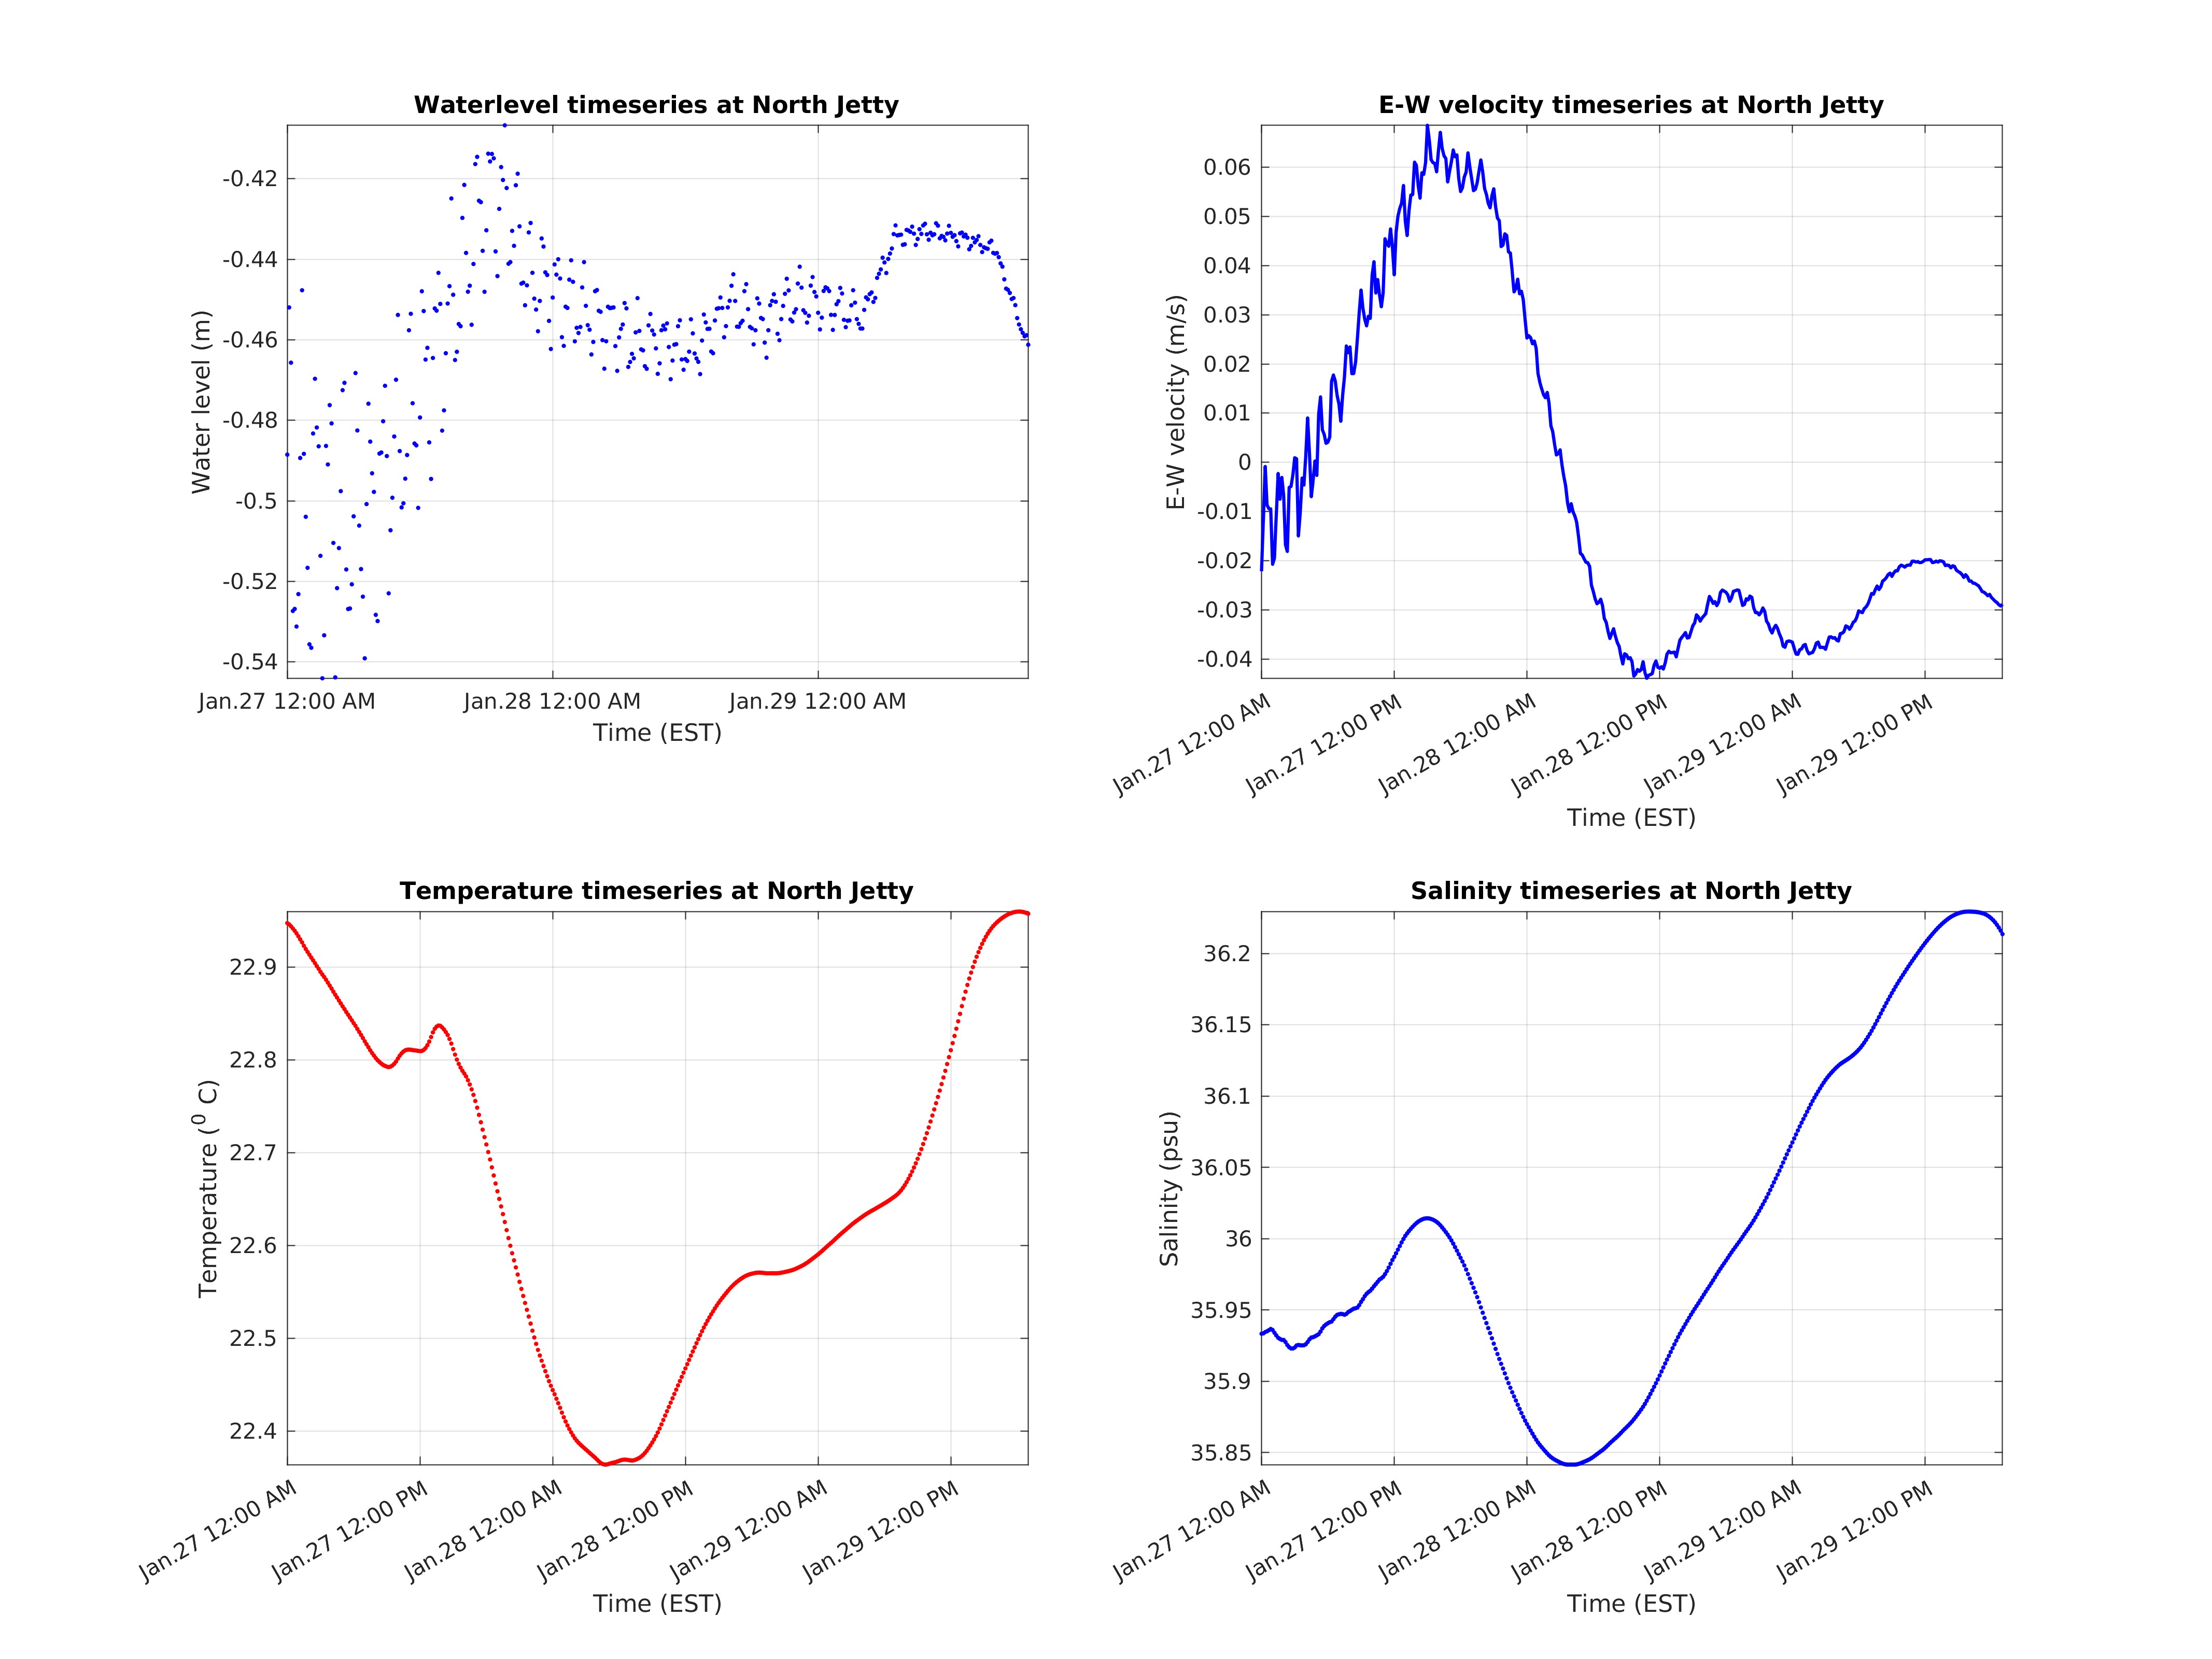 Waterlevel timeseries at North Jetty
-0.42
-0.44
-0.46
-0.48
-0.5
-0.52
-0.54
Water level (m)
Jan.27 12:00 AM
Jan.28 12:00 AM
Jan.29 12:00 AM
Time (EST)
E-W velocity timeseries at North Jetty
0.06
0.05
0.04
0.03
0.02
0.01
0
-0.01
-0.02
-0.03
-0.04
E-W velocity (m/s)
Jan.27 12:00 AM
Jan.27 12:00 PM
Jan.28 12:00 AM
Jan.28 12:00 PM
Jan.29 12:00 AM
Jan.29 12:00 PM
Time (EST)
Temperature timeseries at North Jetty
22.9
22.8
22.7
22.6
22.5
22.4
Temperature (⁰ C)
Jan.27 12:00 AM
Jan.27 12:00 PM
Jan.28 12:00 AM
Jan.28 12:00 PM
Jan.29 12:00 AM
Jan.29 12:00 PM
Time (EST)
Salinity timeseries at North Jetty
36.2
36.15
36.1
36.05
36
35.95
35.9
35.85
Salinity (psu)
Jan.27 12:00 AM
Jan.27 12:00 PM
Jan.28 12:00 AM
Jan.28 12:00 PM
Jan.29 12:00 AM
Jan.29 12:00 PM
Time (EST)